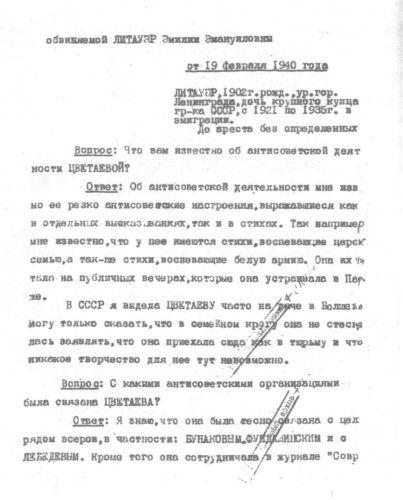 обвиняемой ЛИТАУЭР Эмилии Эмануиловны
от 19 февраля 1940 года
ЛИТАУЭР,1902г.рожд.,ур.гор.
Ленинграда,дочь крупного купца
гр-ка СССР,с 1921 по 1935г. в
эмиграции.
До ареста без определенных
Вопрос: Что вам известно об антисоветской деят
ности ЦВЕТАЕВОЙ?
Ответ: Об антисоветской деятельности мне изв
но ее резко антисоветские настроения,выражавшиеся как
в отдельных высказываниях,так и в стихах. Так например
мне известно,что у нее имеются стихи,воспевающие царск
семью,а так-же стихи,воспевающие белую армию. Она их чи
тала на публичных вечерах,которые она устраивала в Пар
же.
В СССР я видела ЦВЕТАЕВУ часто на даче в Болшево
Могу только сказать,что в семейном кругу она не стесня
лась заявлять,что она приехала сюда как в тюрьму и что
никакое творчество для нее тут невозможно.
Вопрос: С какими антисоветскими организациями
была связана ЦВЕТАЕВА?
Ответ: Я знаю,что она была тесно связана с цел
рядом эсеров,в частности: БУНАКОВЫМ,ФУНДАМИНСКИМ и с
ЛЕБЕДЕВЫМ. Кроме того она сотрудничала в журнале "Совр